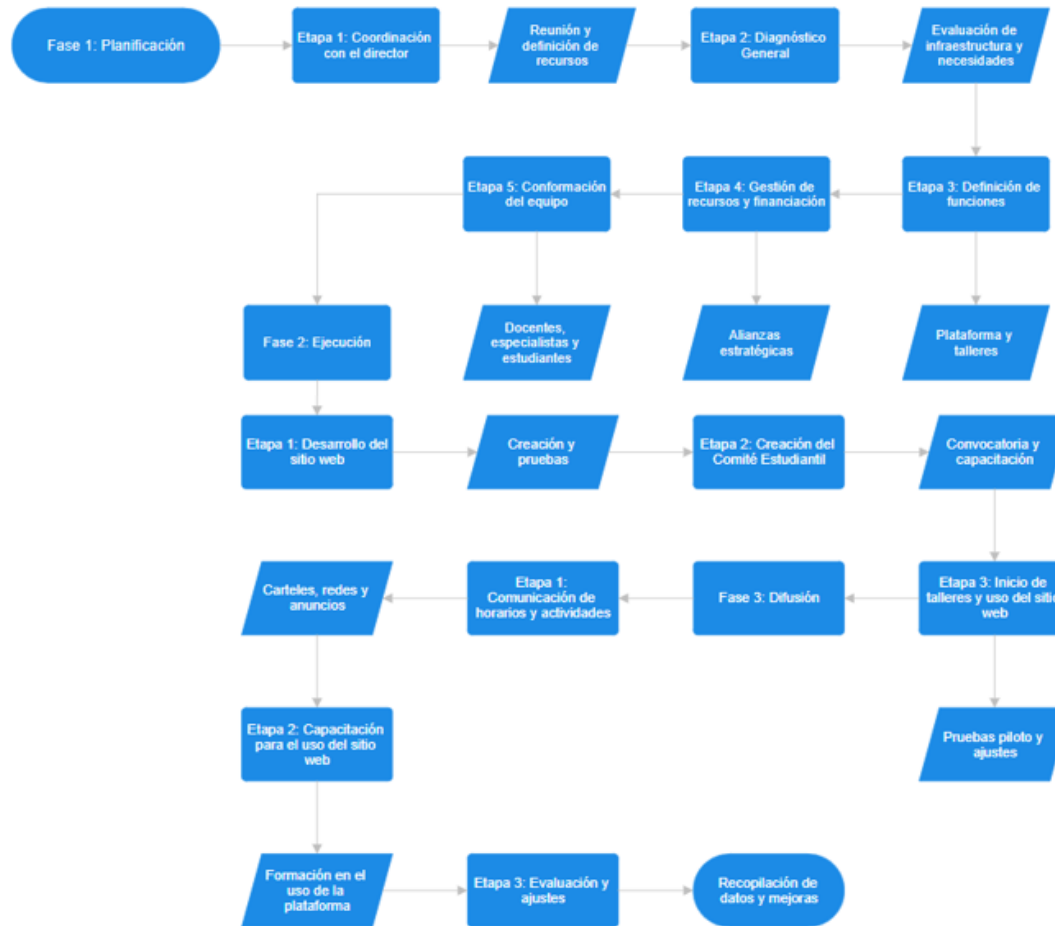 Fase 1: Planificación
Etapa 1: Coordinación
con el director
Reunión y
definición de
recursos
Etapa 2: Diagnóstico
General
Evaluación de
infraestructura y
necesidades
Etapa 3: Definición de
funciones
Etapa 4: Gestión de
recursos y financiación
Etapa 5: Conformación
del equipo
Plataforma y
talleres
Alianzas
estratégicas
Docentes,
especialistas y
estudiantes
Fase 2: Ejecución
Etapa 1: Desarrollo del
sitio web
Creación y
pruebas
Etapa 2: Creación del
Comité Estudiantil
Convocatoria y
capacitación
Etapa 3: Inicio de
talleres y uso del sitio
web
Pruebas piloto y
ajustes
Fase 3: Difusión
Etapa 1:
Comunicación de
horarios y actividades
Carteles, redes y
anuncios
Etapa 2: Capacitación
para el uso del sitio
web
Formación en el
uso de la
plataforma
Etapa 3: Evaluación y
ajustes
Recopilación de
datos y mejoras